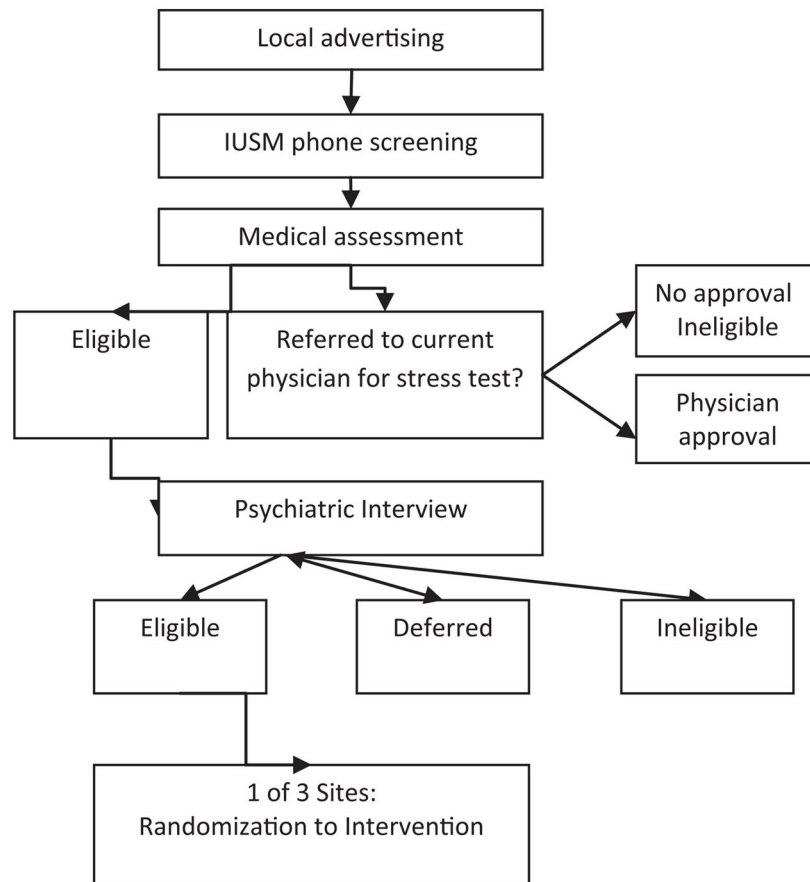 Local advertising
IUSM phone screening
Medical assessment
Eligible
Referred to current
physician for stress test?
No approval
Ineligible
Physician
approval
Psychiatric Interview
Eligible
Deferred
Ineligible
1 of 3 Sites:
Randomization to Intervention